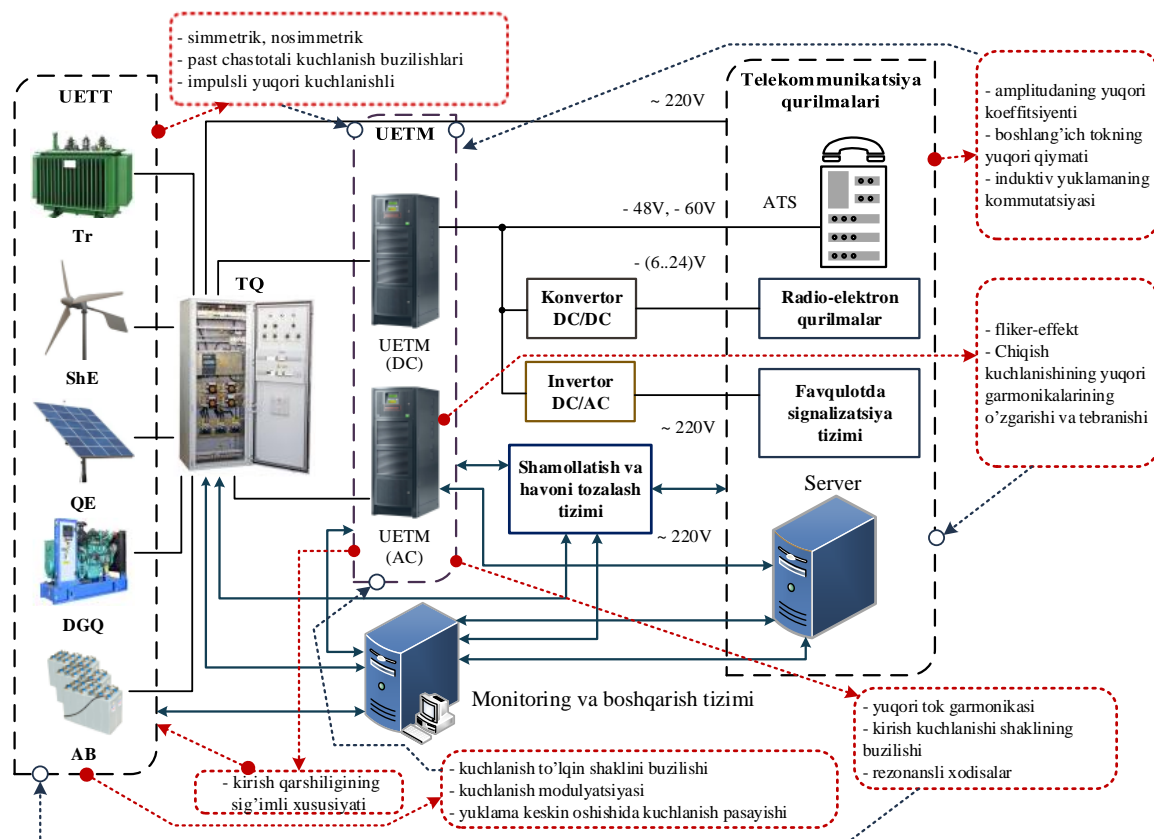 - simmetrik, nosimmetrik
- past chastotali kuchlanish buzilishlari
- impulsli yuqori kuchlanishli
UETT
Tr
ShE
QE
DGQ
AB
TQ
UETM
UETM
(DC)
UETM
(AC)
~ 220V
- 48V, - 60V
- (6..24)V
Konvertor
DC/DC
Invertor
DC/AC
~ 220V
Shamollatish va
havoni tozalash
tizimi
~ 220V
Telekommunikatsiya
qurilmalari
ATS
Radio-elektron
qurilmalar
Favqulotda
signalizatsiya
tizimi
Server
Monitoring va boshqarish tizimi
- amplitudaning yuqori
koeffitsiyenti
- boshlang’ich tokning
yuqori qiymati
- induktiv yuklamaning
kommutatsiyasi
- fliker-effekt
- Chiqish
kuchlanishining yuqori
garmonikalarining
o’zgarishi va tebranishi
- yuqori tok garmonikasi
- kirish kuchlanishi shaklining
buzilishi
- rezonansli xodisalar
- kirish qarshiligining
sig’imli xususiyati
- kuchlanish to’lqin shaklini buzilishi
- kuchlanish modulyatsiyasi
- yuklama keskin oshishida kuchlanish pasayishi